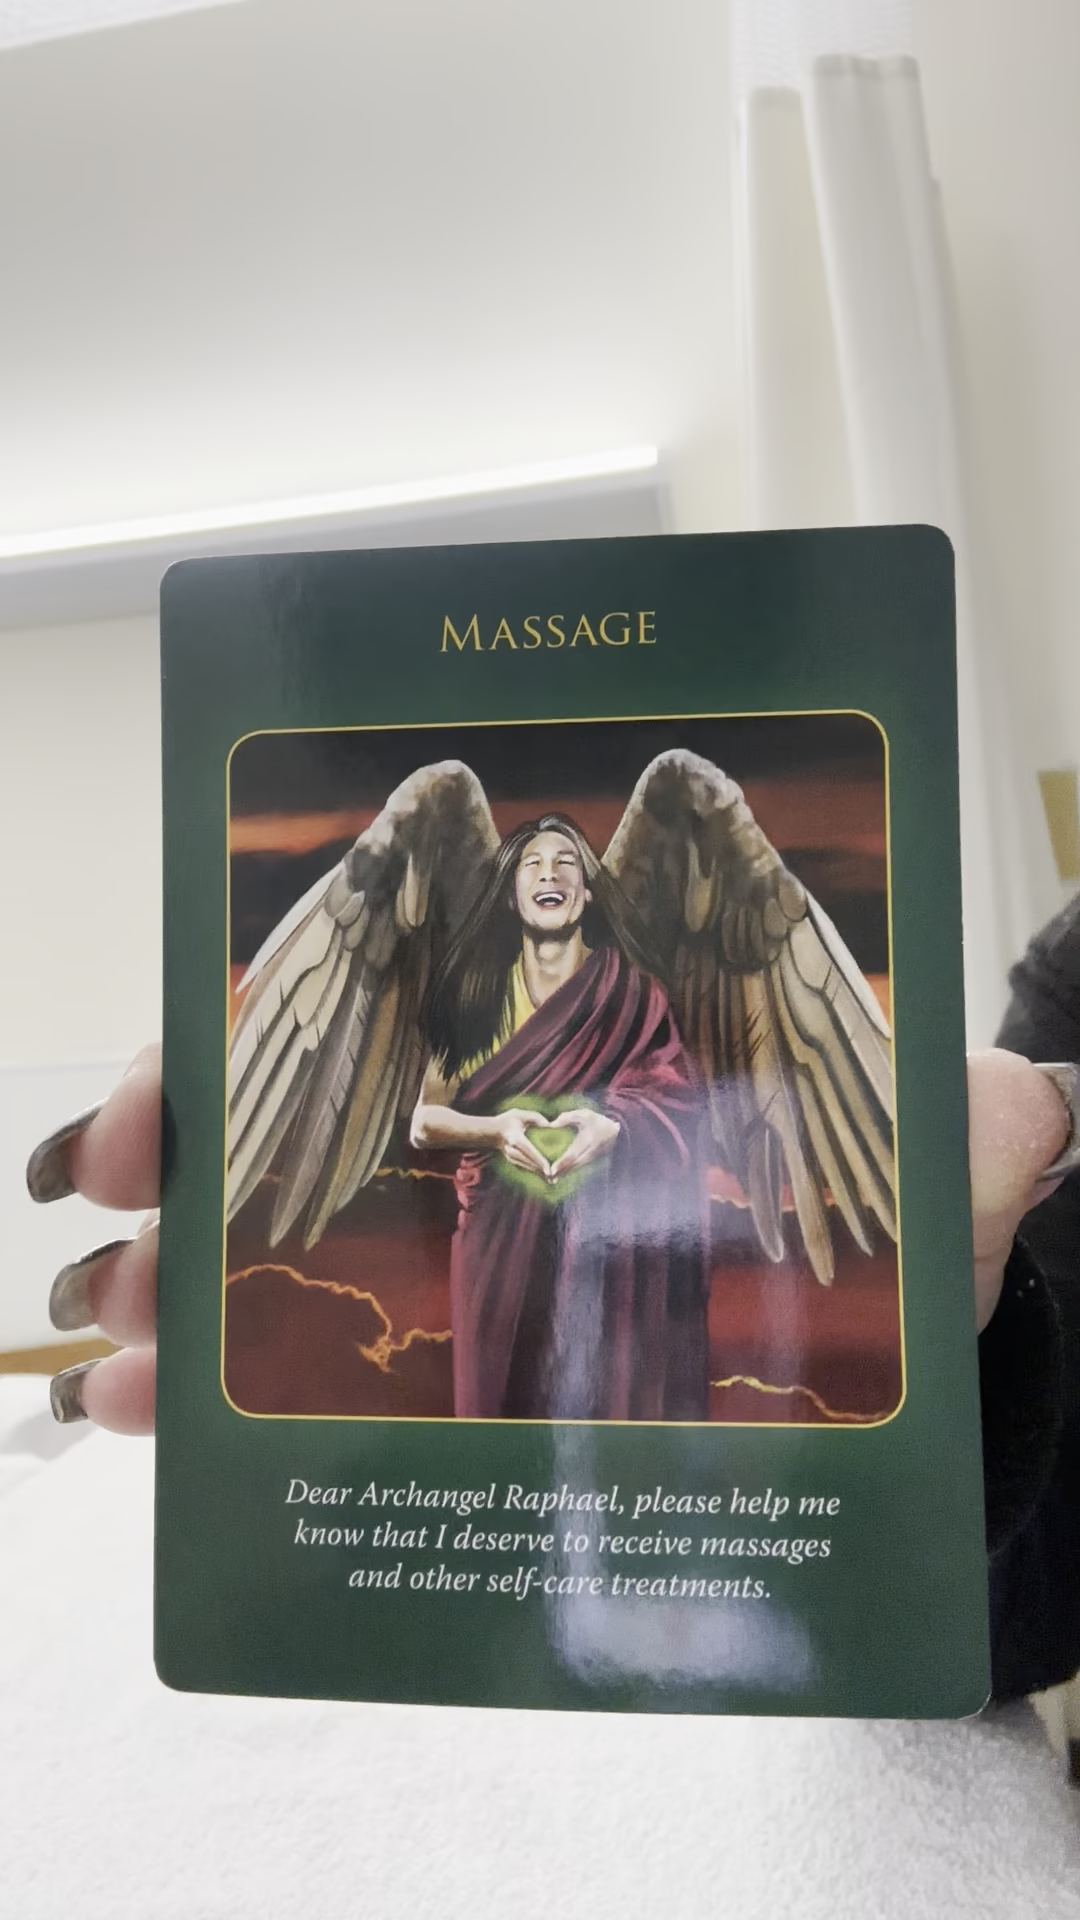 MASSAGE
Dear Archangel Raphael, please help me
know that I deserve to receive massages
and other self-care treatments.